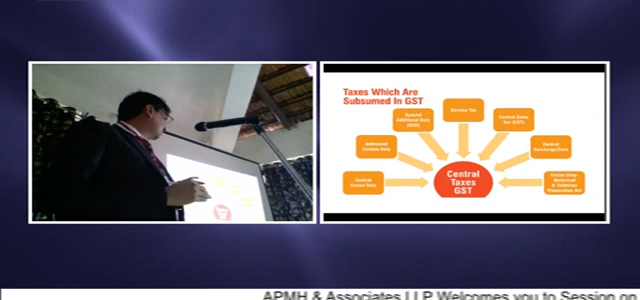 Taxes Which Are
Subsumed In GST
Service Tax
Special
Additional Duty
(SAD)
Central Sales
Tax (CST)
Additional
Custom Duty
Central
Surcharge/Cess
Central
Excise Duty
Central
Taxes
GST
Excise Duty-
Medicinal
& Toiletries
Preparation Act
APMH & Associates LLP Welcomes you to Session on